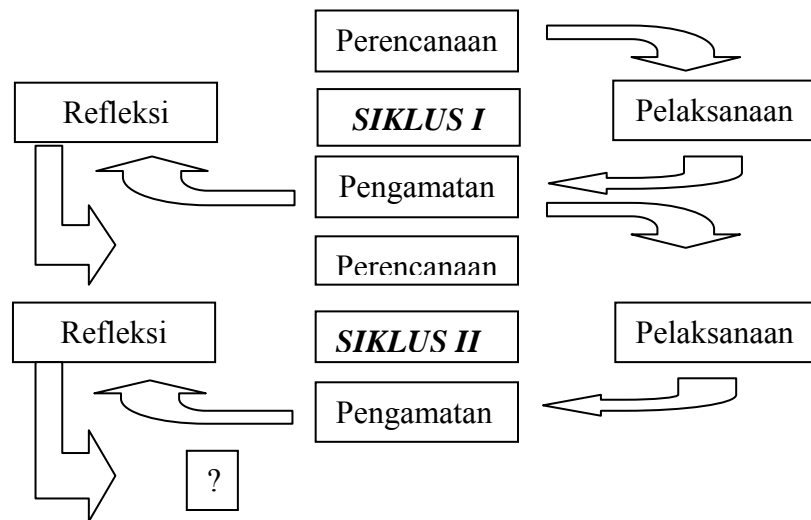 Perencanaan
Refleksi
SIKLUS I
Pelaksanaan
Pengamatan
Perencanaan
Refleksi
SIKLUS II
Pelaksanaan
Pengamatan
?